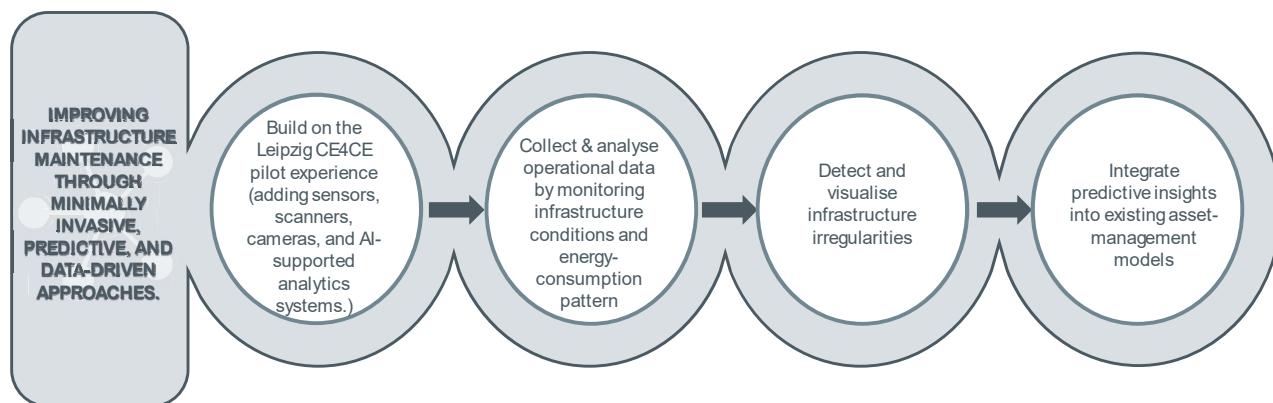 IMPROVING
INFRASTRUCTURE
MAINTENANCE
THROUGH
MINIMALLY
INVASIVE,
PREDICTIVE, AND
DATA-DRIVEN
APPROACHES.
Build on the
Leipzig CE4CE
pilot experience
(adding sensors,
scanners,
cameras, and AI-
supported
analytics
systems.)
Collect & analyse
operational data
by monitoring
infrastructure
conditions and
energy-
consumption
pattern
Detect and
visualise
infrastructure
irregularities
Integrate
predictive insights
into existing asset-
management
models